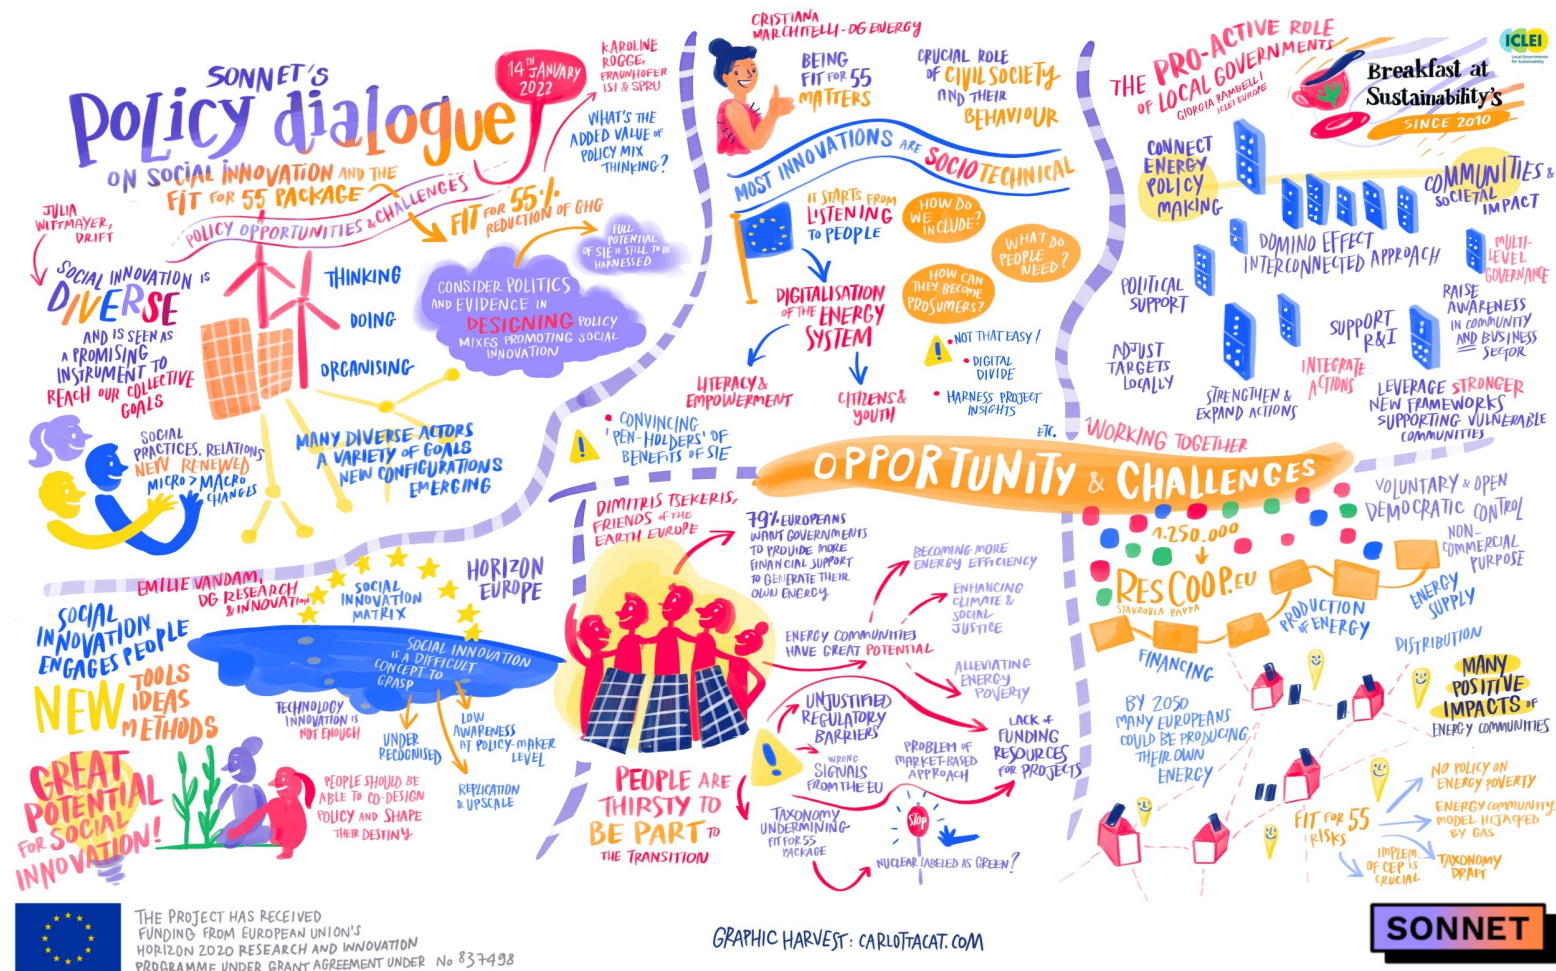 SONNET'S
POLICY dialogue
ON SOCIAL INNOVATION AND THE
FIT FOR 55 PACKAGE
14TH JANUARY
2022
KAROLINE
ROGGE,
FRAUNHOFER
ISI & SPRU
WHAT'S THE
ADDED VALUE OF
POLICY MIX
THINKING?
POLICY OPPORTUNITIES & CHALLENGES
FIT FOR 55%
REDUCTION OF GHG
FULL
POTENTIAL
OF SIE IS STILL TO BE
HARNESSED
CONSIDER POLITICS
AND EVIDENCE IN
DESIGNING POLICY
MIXES PROMOTING SOCIAL
INNOVATION
JULIA
WITTMAYER,
DRIFT
SOCIAL INNOVATION IS
DIVERSE
AND IS SEEN AS
A PROMISING
INSTRUMENT TO
REACH OUR COLLECTIVE
GOALS
THINKING
DOING
ORGANISING
SOCIAL
PRACTICES, RELATIONS
NEW RENEWED
MICRO > MACRO
CHANGES
MANY DIVERSE ACTORS
A VARIETY OF GOALS
NEW CONFIGURATIONS
EMERGING
CRISTIANA
MARCHITELLI - DG ENERGY
BEING
FIT FOR 55
MATTERS
CRUCIAL ROLE
OF CIVIL SOCIETY
AND THEIR
BEHAVIOUR
MOST INNOVATIONS ARE SOCIOTECHNICAL
IT STARTS FROM
LISTENING
TO PEOPLE
HOW DO
WE
INCLUDE?
WHAT DO
PEOPLE
NEED?
HOW CAN
THEY BECOME
PROSUMERS?
DIGITALISATION
OF THE ENERGY
SYSTEM
LITERACY &
EMPOWERMENT
CITIZENS &
YOUTH
! • NOT THAT EASY!
• DIGITAL
DIVIDE
• HARNESS PROJECT
INSIGHTS
ETC.
! • CONVINCING
'PEN-HOLDERS' OF
BENEFITS OF SIE
THE PRO-ACTIVE ROLE
OF LOCAL GOVERNMENTS
GIORGIA RAMBELLI
ICLEI EUROPE
Breakfast at
Sustainability's
SINCE 2010
ICLEI
Local Governments
for Sustainability
CONNECT
ENERGY
POLICY
MAKING
COMMUNITIES &
SOCIETAL
IMPACT
DOMINO EFFECT
INTERCONNECTED APPROACH
MULTI-
LEVEL
GOVERNANCE
POLITICAL
SUPPORT
RAISE
AWARENESS
IN COMMUNITY
AND BUSINESS
SECTOR
SUPPORT
R&I
ADJUST
TARGETS
LOCALLY
INTEGRATE
ACTIONS
STRENGTHEN &
EXPAND ACTIONS
LEVERAGE STRONGER
NEW FRAMEWORKS
SUPPORTING VULNERABLE
COMMUNITIES
WORKING TOGETHER
OPPORTUNITY & CHALLENGES
EMILIE VANDAM,
DG RESEARCH
& INNOVATION
SOCIAL
INNOVATION
MATRIX
HORIZON
EUROPE
SOCIAL
INNOVATION
ENGAGES PEOPLE
NEW TOOLS
IDEAS
METHODS
SOCIAL INNOVATION
IS A DIFFICULT
CONCEPT TO
GRASP
TECHNOLOGY
INNOVATION IS
NOT ENOUGH
UNDER
RECOGNISED
LOW
AWARENESS
AT POLICY-MAKER
LEVEL
REPLICATION
& UPSCALE
GREAT
POTENTIAL
FOR SOCIAL
INNOVATION!
PEOPLE SHOULD BE
ABLE TO CO-DESIGN
POLICY AND SHAPE
THEIR DESTINY
DIMITRIS TSEKERIS,
FRIENDS OF THE
EARTH EUROPE
79% EUROPEANS
WANT GOVERNMENTS
TO PROVIDE MORE
FINANCIAL SUPPORT
TO GENERATE THEIR
OWN ENERGY
BECOMING MORE
ENERGY EFFICIENCY
ENHANCING
CLIMATE &
SOCIAL
JUSTICE
ENERGY COMMUNITIES
HAVE GREAT POTENTIAL
ALLEVIATING
ENERGY
POVERTY
UNJUSTIFIED
REGULATORY
BARRIERS
!
WRONG
SIGNALS
FROM THE EU
PROBLEM OF
MARKET-BASED
APPROACH
LACK OF
FUNDING
RESOURCES
FOR PROJECTS
PEOPLE ARE
THIRSTY TO
BE PART TO
THE TRANSITION
TAXONOMY
UNDERMINING
FIT FOR 55
PACKAGE
STOP
NUCLEAR LABELED AS GREEN?
1.250.000
RES COOP.EU
STAVROULA PAPPA
VOLUNTARY & OPEN
DEMOCRATIC CONTROL
NON-
COMMERCIAL
PURPOSE
ENERGY
SUPPLY
PRODUCTION
OF ENERGY
FINANCING
DISTRIBUTION
BY 2050
MANY EUROPEANS
COULD BE PRODUCING
THEIR OWN
ENERGY
MANY
POSITIVE
IMPACTS OF
ENERGY COMMUNITIES
FIT FOR 55
RISKS
NO POLICY ON
ENERGY POVERTY
ENERGY COMMUNITY
MODEL HIJACKED
BY GAS
TAXONOMY
DRAFT
IMPLEM.
OF CEP IS
CRUCIAL
THE PROJECT HAS RECEIVED
FUNDING FROM EUROPEAN UNION'S
HORIZON 2020 RESEARCH AND INNOVATION
PROGRAMME UNDER GRANT AGREEMENT UNDER No 837498
GRAPHIC HARVEST: CARLOTTACAT.COM
SONNET